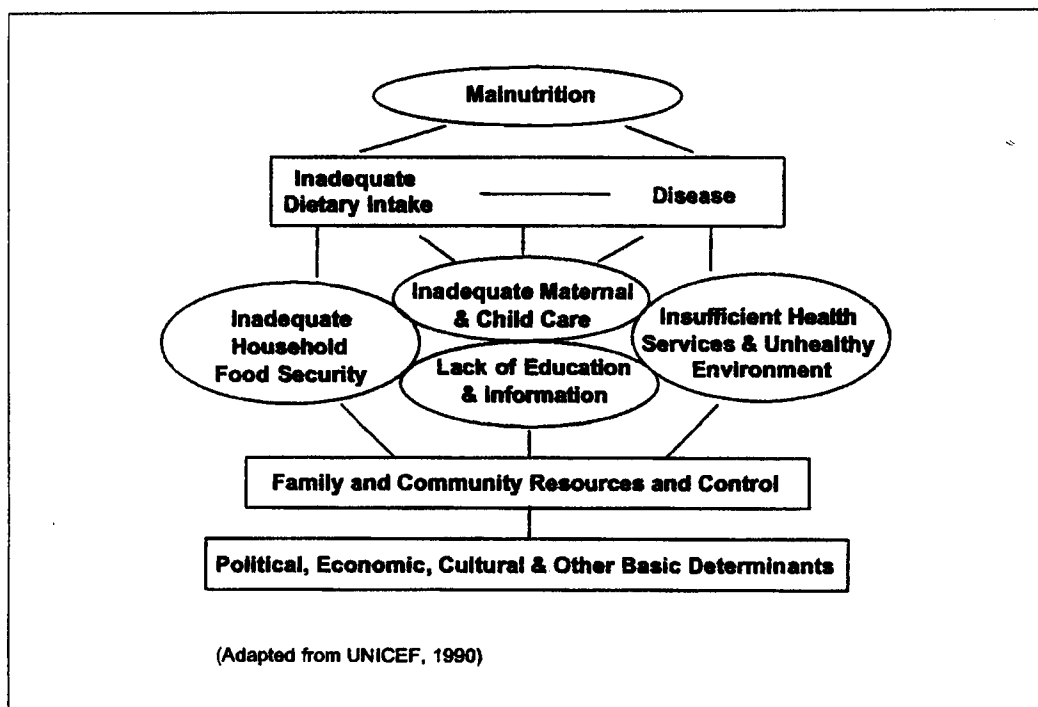 Malnutrition
Inadequate
Dietary Intake
Disease
Inadequate Maternal
& Child Care
Inadequate
Household
Food Security
Insufficient Health
Services & Unhealthy
Environment
Lack of Education
& Information
Family and Community Resources and Control
Political, Economic, Cultural & Other Basic Determinants
(Adapted from UNICEF, 1990)